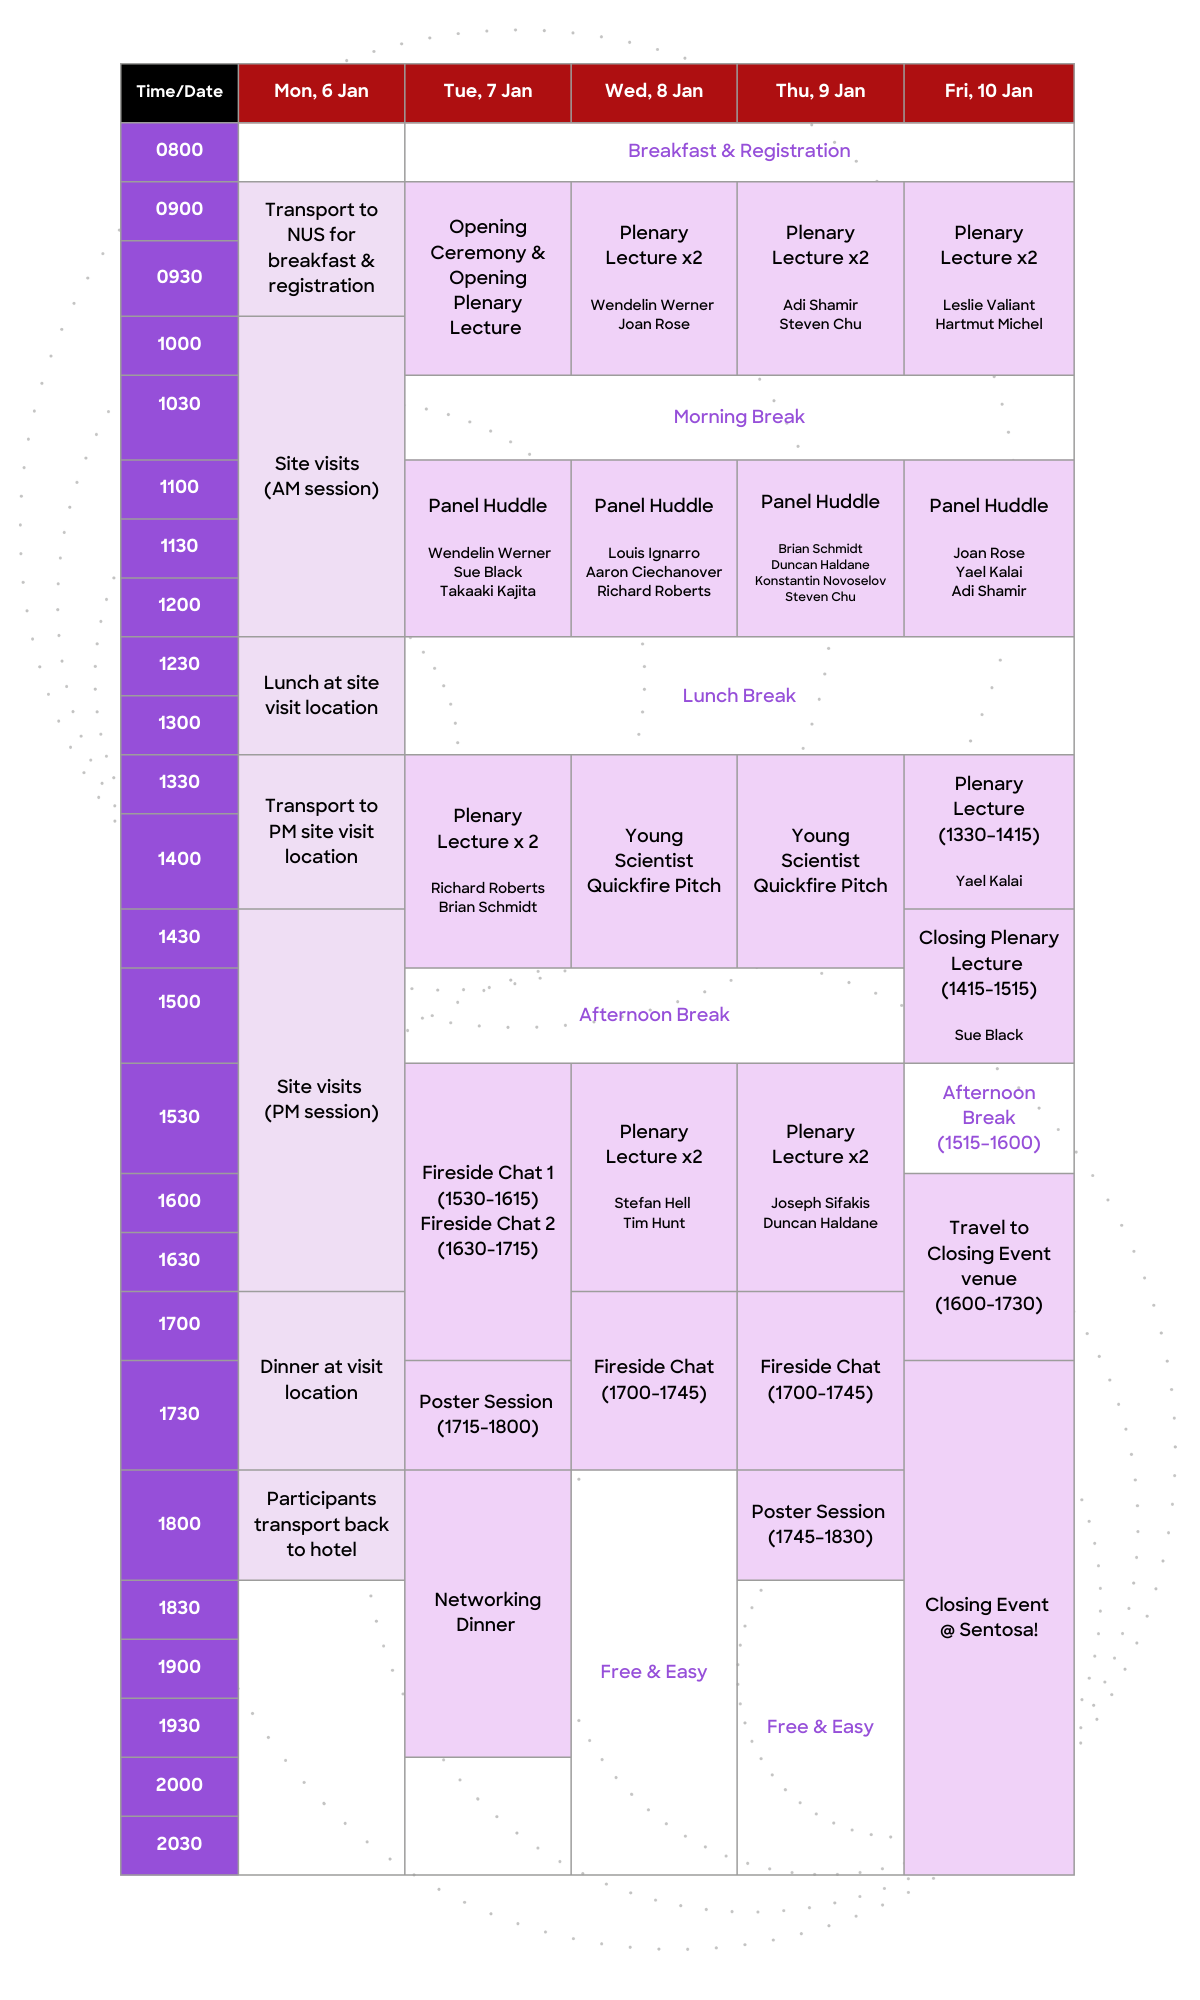 Time/Date
Mon, 6 Jan
Tue, 7 Jan
Wed, 8 Jan
Thu, 9 Jan
Fri, 10 Jan
0800
Breakfast & Registration
0900
0930
Transport to
NUS for
breakfast &
registration
Opening
Ceremony &
Opening
Plenary
Lecture
Plenary
Lecture x2
Wendelin Werner
Joan Rose
Plenary
Lecture x2
Adi Shamir
Steven Chu
Plenary
Lecture x2
Leslie Valiant
Hartmut Michel
1000
1030
Morning Break
Site visits
(AM session)
1100
1130
1200
Panel Huddle
Wendelin Werner
Sue Black
Takaaki Kajita
Panel Huddle
Louis Ignarro
Aaron Ciechanover
Richard Roberts
Panel Huddle
Brian Schmidt
Duncan Haldane
Konstantin Novoselov
Steven Chu
Panel Huddle
Joan Rose
Yael Kalai
Adi Shamir
1230
1300
Lunch at site
visit location
Lunch Break
1330
1400
Transport to
PM site visit
location
Plenary
Lecture x 2
Richard Roberts
Brian Schmidt
Young
Scientist
Quickfire Pitch
Young
Scientist
Quickfire Pitch
Plenary
Lecture
(1330-1415)
Yael Kalai
1430
1500
Closing Plenary
Lecture
(1415-1515)
Sue Black
Afternoon Break
Site visits
(PM session)
1530
1600
1630
Fireside Chat 1
(1530-1615)
Fireside Chat 2
(1630-1715)
Plenary
Lecture x2
Stefan Hell
Tim Hunt
Plenary
Lecture x2
Joseph Sifakis
Duncan Haldane
Afternoon
Break
(1515-1600)
Travel to
Closing Event
venue
(1600-1730)
1700
1730
Dinner at visit
location
Poster Session
(1715-1800)
Fireside Chat
(1700-1745)
Fireside Chat
(1700-1745)
1800
Participants
transport back
to hotel
Poster Session
(1745-1830)
1830
1900
1930
2000
2030
Networking
Dinner
Free & Easy
Free & Easy
Closing Event
@ Sentosa!